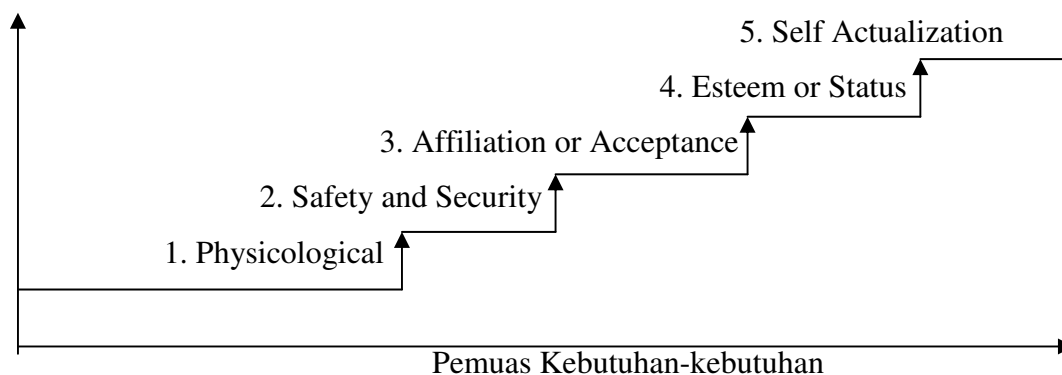 5. Self Actualization
4. Esteem or Status
3. Affiliation or Acceptance
2. Safety and Security
1. Physicological
Pemuas Kebutuhan-kebutuhan